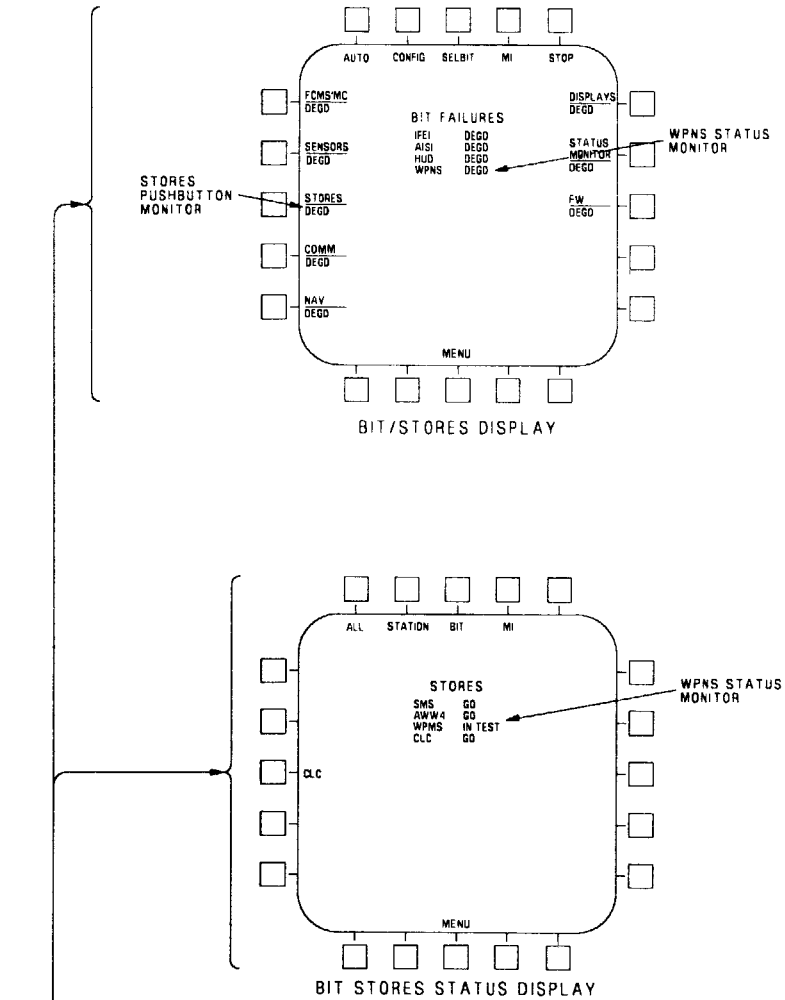 AUTO CONFIG SELBIT MI STOP
FCMS'MC
DEGD
DISPLAYS
DEGD
BIT FAILURES
IFEI DEGD
AISI DEGD
HUD DEGD
WPNS DEGD
WPNS STATUS
MONITOR
SENSORS
DEGD
STATUS
MONITOR
DEGD
STORES
PUSHBUTTON
MONITOR
STORES
DEGD
FW
DEGD
COMM
DEGD
NAV
DEGD
MENU
BIT/STORES DISPLAY
ALL STATION BIT MI
STORES
SMS GO
AWW4 GO
WPMS IN TEST
CLC GO
WPNS STATUS
MONITOR
CLC
MENU
BIT STORES STATUS DISPLAY